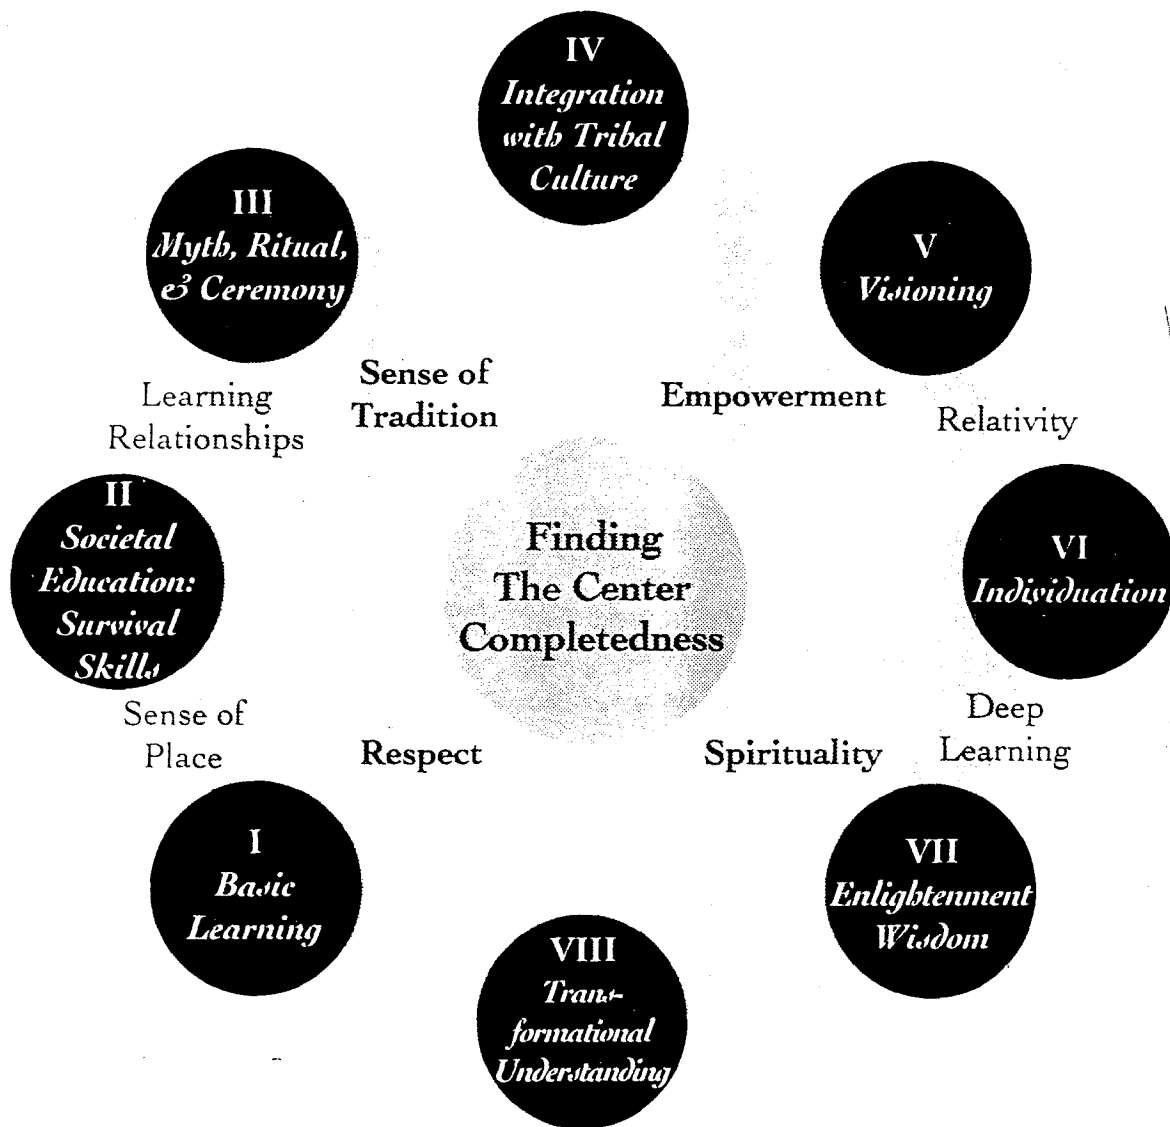 IV
Integration
with Tribal
Culture
III
Myth, Ritual,
& Ceremony
V
Visioning
Sense of
Tradition
Empowerment
Learning
Relationships
Relativity
II
Societal
Education:
Survival
Skills
Finding
The Center
Completedness
VI
Individuation
Sense of
Place
Respect
Spirituality
Deep
Learning
I
Basic
Learning
VII
Enlightenment
Wisdom
VIII
Trans-
formational
Understanding